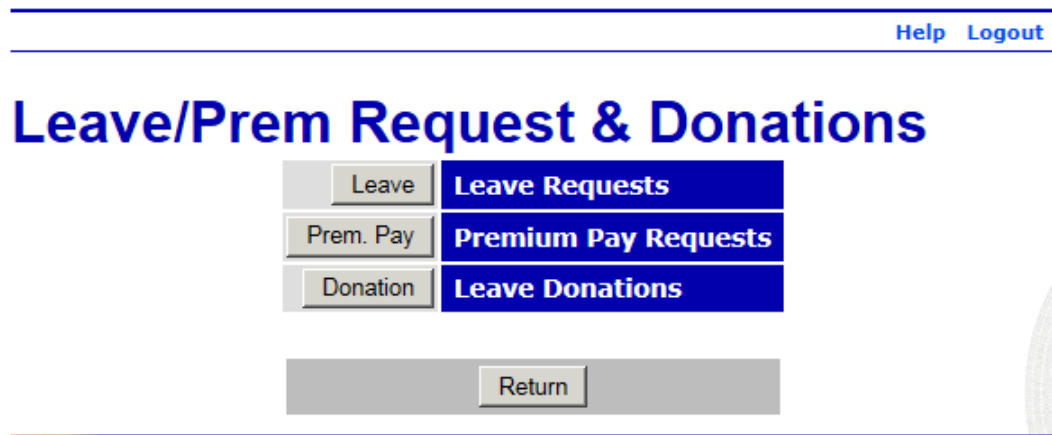 Help Logout
Leave/Prem Request & Donations
Leave Leave Requests
Prem. Pay Premium Pay Requests
Donation Leave Donations
Return